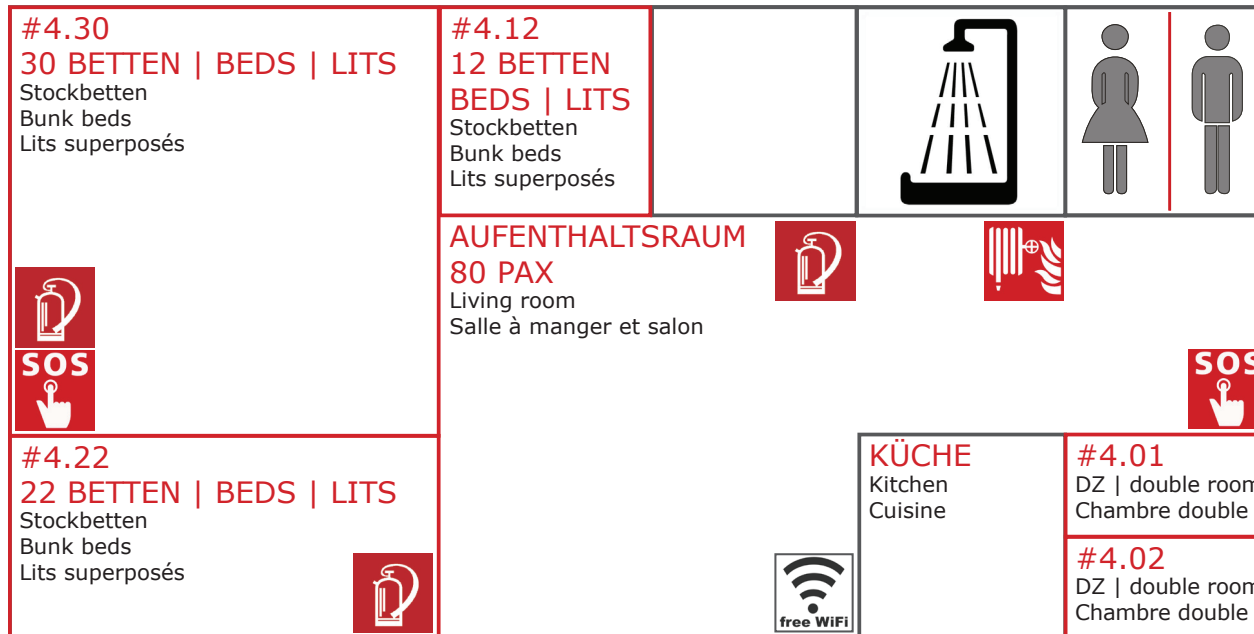 #4.30
30 BETTEN | BEDS | LITS
Stockbetten
Bunk beds
Lits superposés
SOS
#4.12
12 BETTEN
BEDS | LITS
Stockbetten
Bunk beds
Lits superposés
AUFENTHALTSRAUM
80 PAX
Living room
Salle à manger et salon
SOS
#4.22
22 BETTEN | BEDS | LITS
Stockbetten
Bunk beds
Lits superposés
free WiFi
KÜCHE
Kitchen
Cuisine
#4.01
DZ | double room
Chambre double
#4.02
DZ | double room
Chambre double